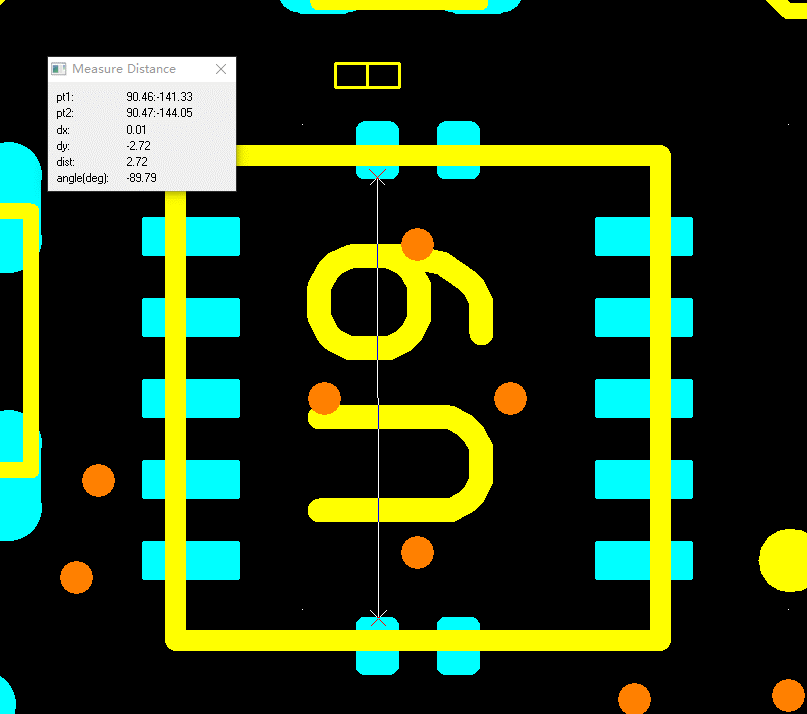 Measure Distance
pt1: 90.46:-141.33
pt2: 90.47:-144.05
dx: 0.01
dy: -2.72
dist: 2.72
angle(deg): -89.79
U9